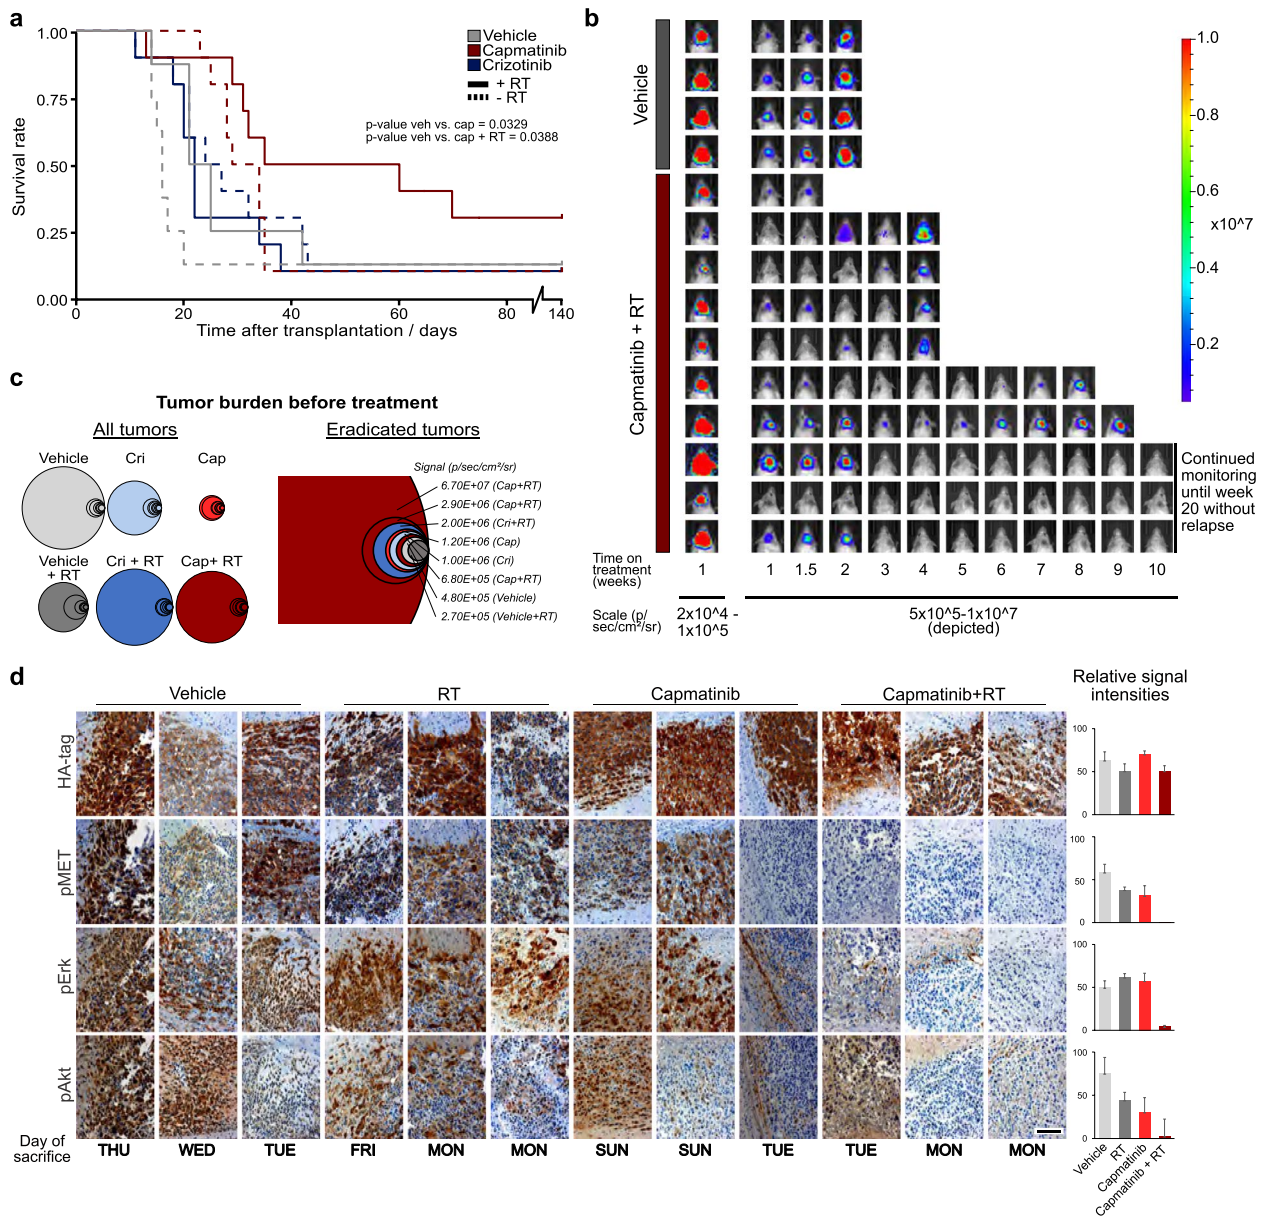 a
1.00
0.75
0.50
0.25
0.00
Survival rate
0
20
40
60
80
140
Time after transplantation / days
Vehicle
Capmatinib
Crizotinib
+ RT
- RT
p-value veh vs. cap = 0.0329
p-value veh vs. cap + RT = 0.0388
b
Vehicle
Capmatinib + RT
1.0
0.8
0.6
x10^7
0.4
0.2
Continued
monitoring
until week
20 without
relapse
Time on
treatment
(weeks)
1
1
1.5
2
3
4
5
6
7
8
9
10
Scale (p/
sec/cm²/sr)
2x10^4 -
1x10^5
5x10^5-1x10^7
(depicted)
c
Tumor burden before treatment
All tumors
Eradicated tumors
Vehicle
Cri
Cap
Vehicle
+ RT
Cri + RT
Cap+ RT
Signal (p/sec/cm²/sr)
6.70E+07 (Cap+RT)
2.90E+06 (Cap+RT)
2.00E+06 (Cri+RT)
1.20E+06 (Cap)
1.00E+06 (Cri)
6.80E+05 (Cap+RT)
4.80E+05 (Vehicle)
2.70E+05 (Vehicle+RT)
d
Vehicle
RT
Capmatinib
Capmatinib+RT
Relative signal
intensities
HA-tag
100
50
0
pMET
100
50
0
pErk
100
50
0
pAkt
100
50
0
Day of
sacrifice
THU
WED
TUE
FRI
MON
MON
SUN
SUN
TUE
TUE
MON
MON
Vehicle
RT
Capmatinib
Capmatinib + RT